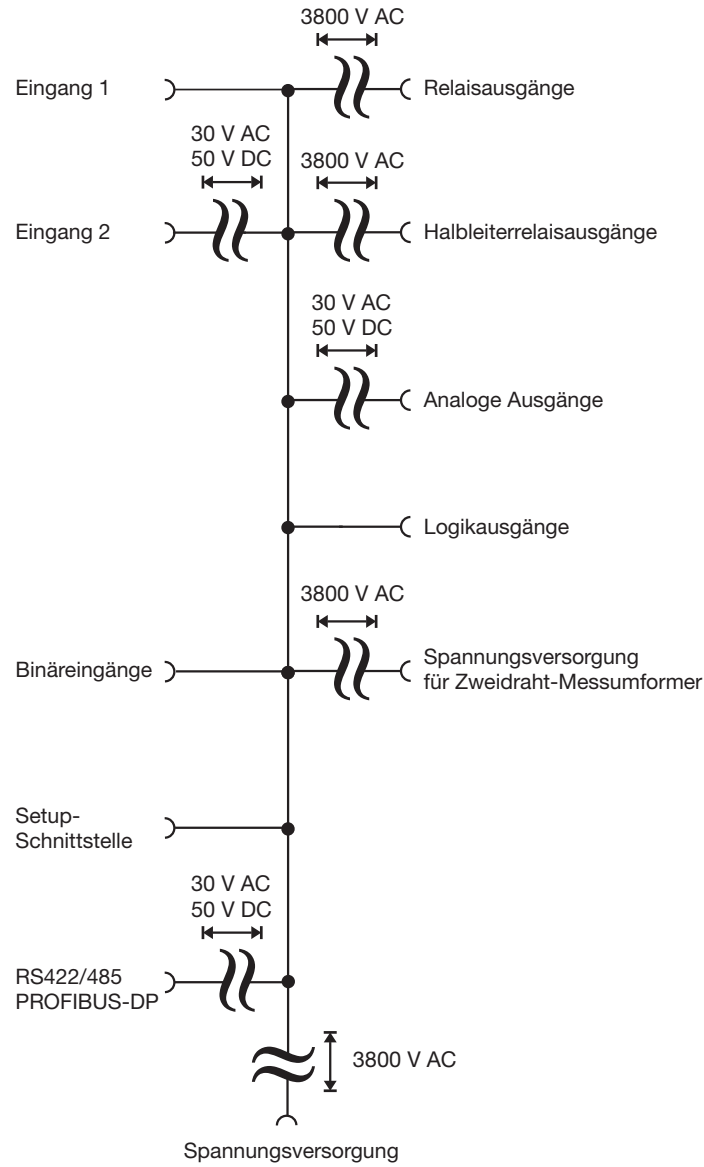 3800 V AC
Eingang 1
Relaisausgänge
30 V AC
50 V DC
3800 V AC
Eingang 2
Halbleiterrelaisausgänge
30 V AC
50 V DC
Analoge Ausgänge
Logikausgänge
3800 V AC
Binäreingänge
Spannungsversorgung
für Zweidraht-Messumformer
Setup-
Schnittstelle
30 V AC
50 V DC
RS422/485
PROFIBUS-DP
3800 V AC
Spannungsversorgung